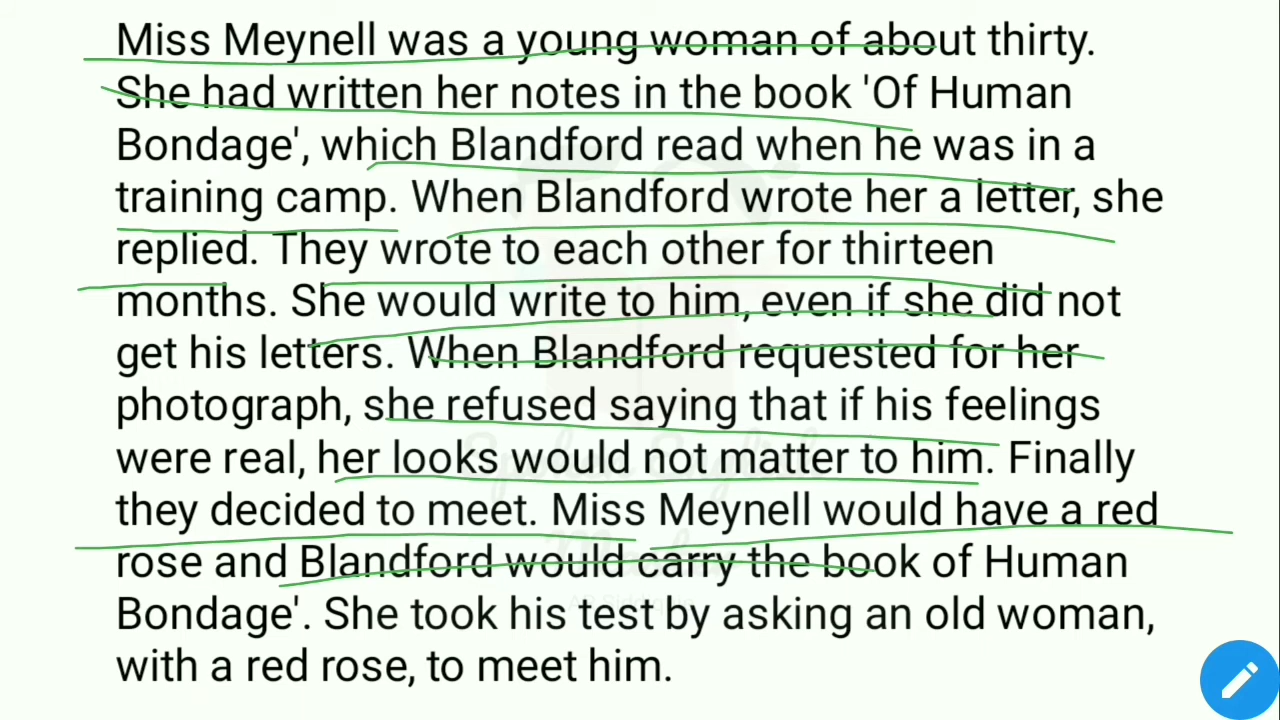 Miss Meynell was a young woman of about thirty.
She had written her notes in the book 'Of Human
Bondage', which Blandford read when he was in a
training camp. When Blandford wrote her a letter, she
replied. They wrote to each other for thirteen
months. She would write to him, even if she did not
get his letters. When Blandford requested for her
photograph, she refused saying that if his feelings
were real, her looks would not matter to him. Finally
they decided to meet. Miss Meynell would have a red
rose and Blandford would carry the book of Human
Bondage'. She took his test by asking an old woman,
with a red rose, to meet him.